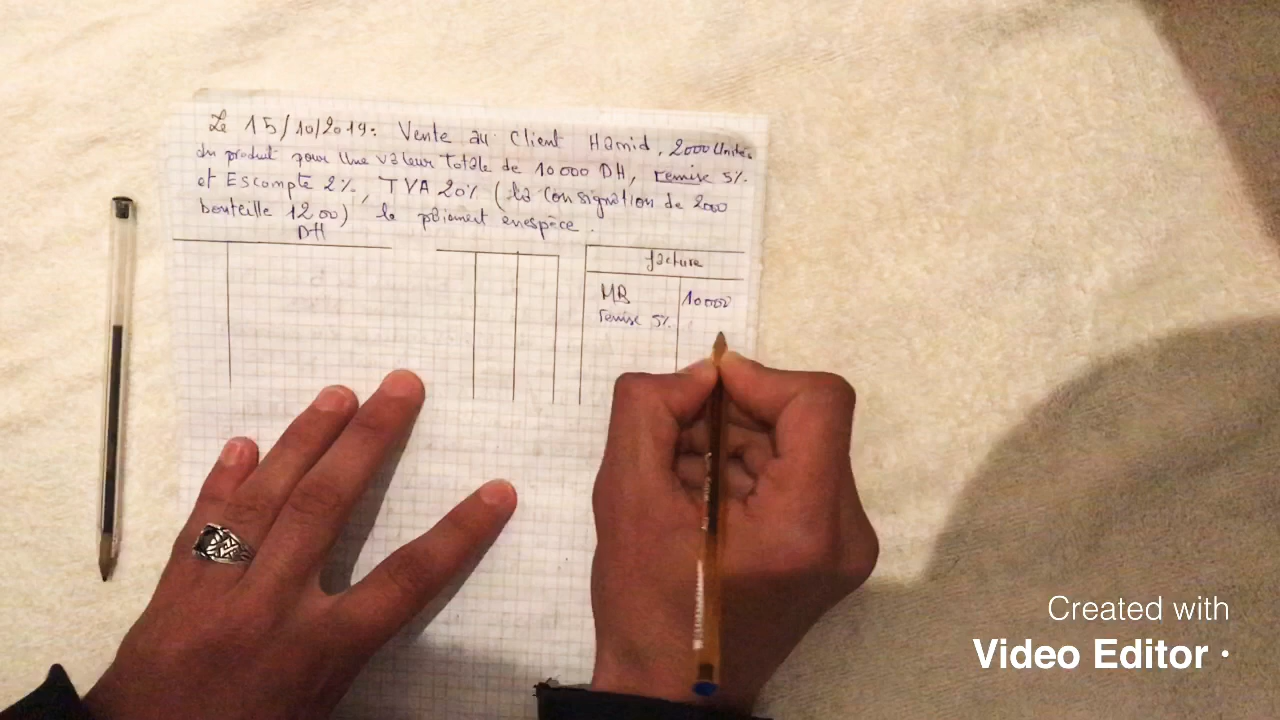 Le 15/10/2019: Vente au Client Hamid, 2000 Unités
du produit pour Une valeur totale de 10 000 DH, remise 5%
et Escompte 2%, TVA 20% (la consignation de 2000
bouteille 1200) le paiment en espèce.
DH
facture
MB 10000
remise 5%
Created with
Video Editor